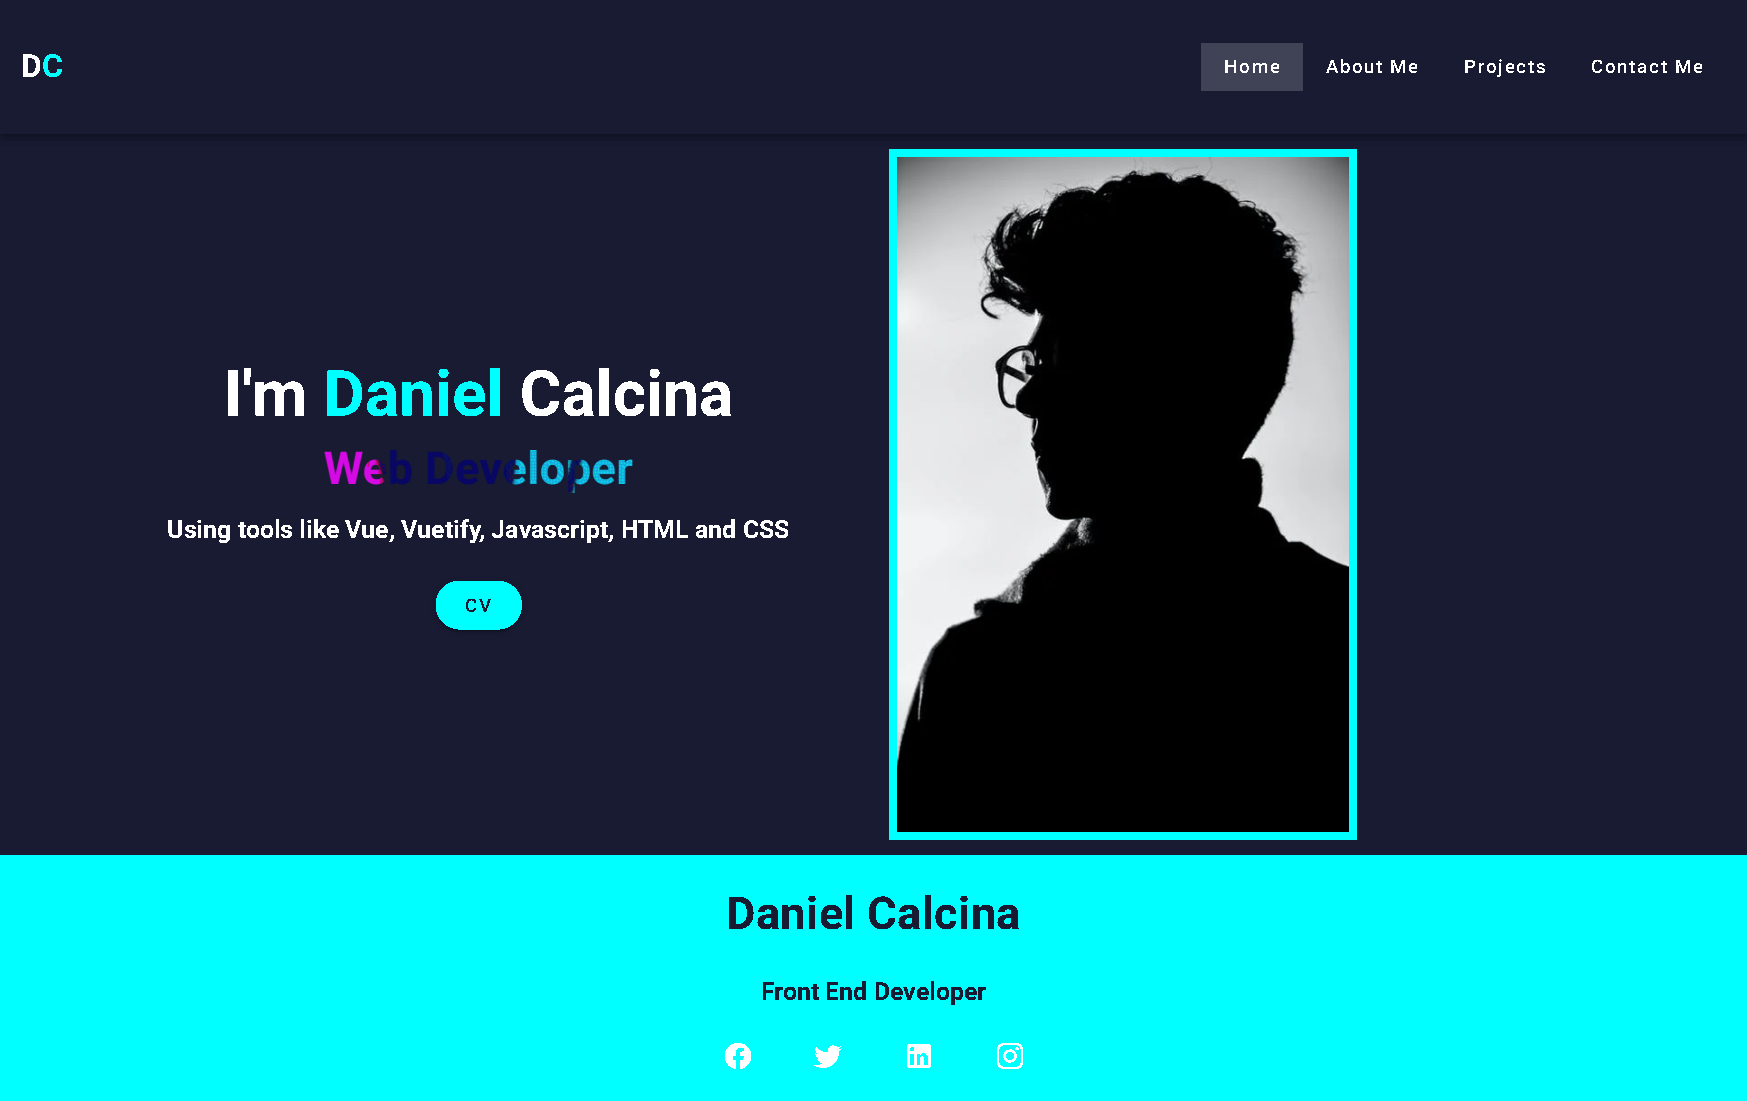 DC
Home
About Me
Projects
Contact Me
I'm Daniel Calcina
Web Developer
Using tools like Vue, Vuetify, Javascript, HTML and CSS
CV
Daniel Calcina
Front End Developer